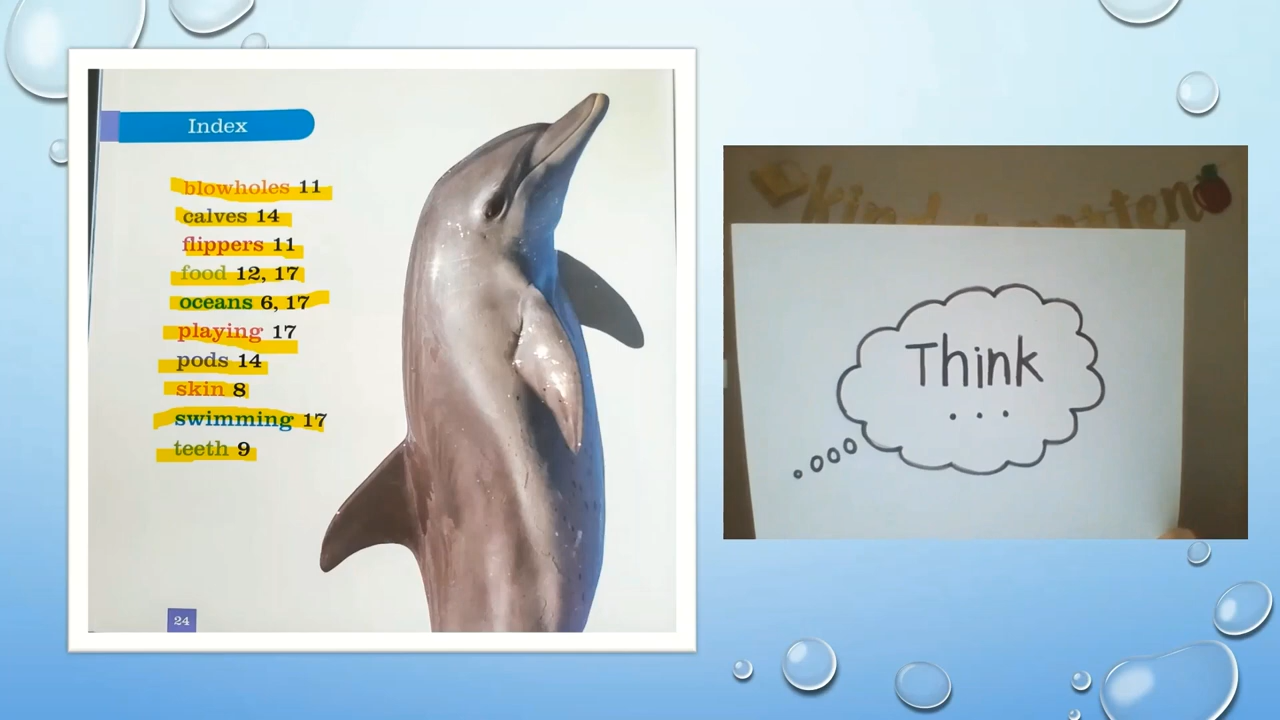 Index
blowholes 11
calves 14
flippers 11
food 12, 17
oceans 6, 17
playing 17
pods 14
skin 8
swimming 17
teeth 9
24
kindergarten
Think
...